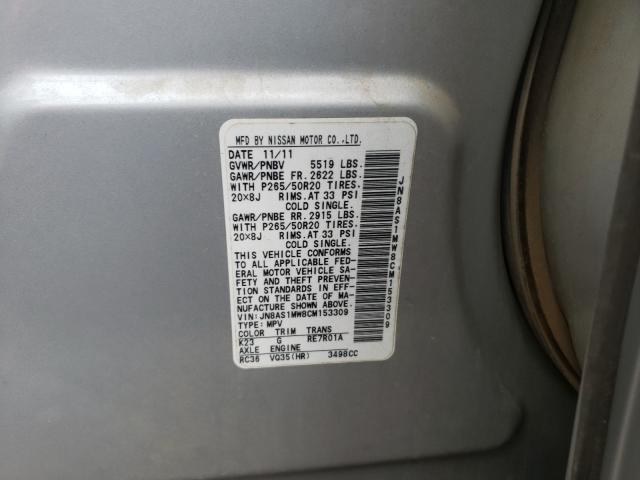 MFD BY NISSAN MOTOR CO.,LTD.
DATE 11/11
GVWR/PNBV 5519 LBS.
GAWR/PNBE FR. 2622 LBS.
WITH P265/50R20 TIRES.
20×8J RIMS.AT 33 PSI
COLD SINGLE.
GAWR/PNBE RR. 2915 LBS.
WITH P265/50R20 TIRES.
20×8J RIMS.AT 33 PSI
COLD SINGLE.
THIS VEHICLE CONFORMS
TO ALL APPLICABLE FED-
ERAL MOTOR VEHICLE SA-
FETY AND THEFT PREVEN-
TION STANDARDS IN EFF-
ECT ON THE DATE OF MA-
NUFACTURE SHOWN ABOVE.
VIN: JN8AS1MW8CM153309
TYPE: MPV
COLOR TRIM TRANS
K23 G RE7R01A
AXLE ENGINE
RC36 VQ35(HR) 3498CC
JN8AS1MW8CM153309